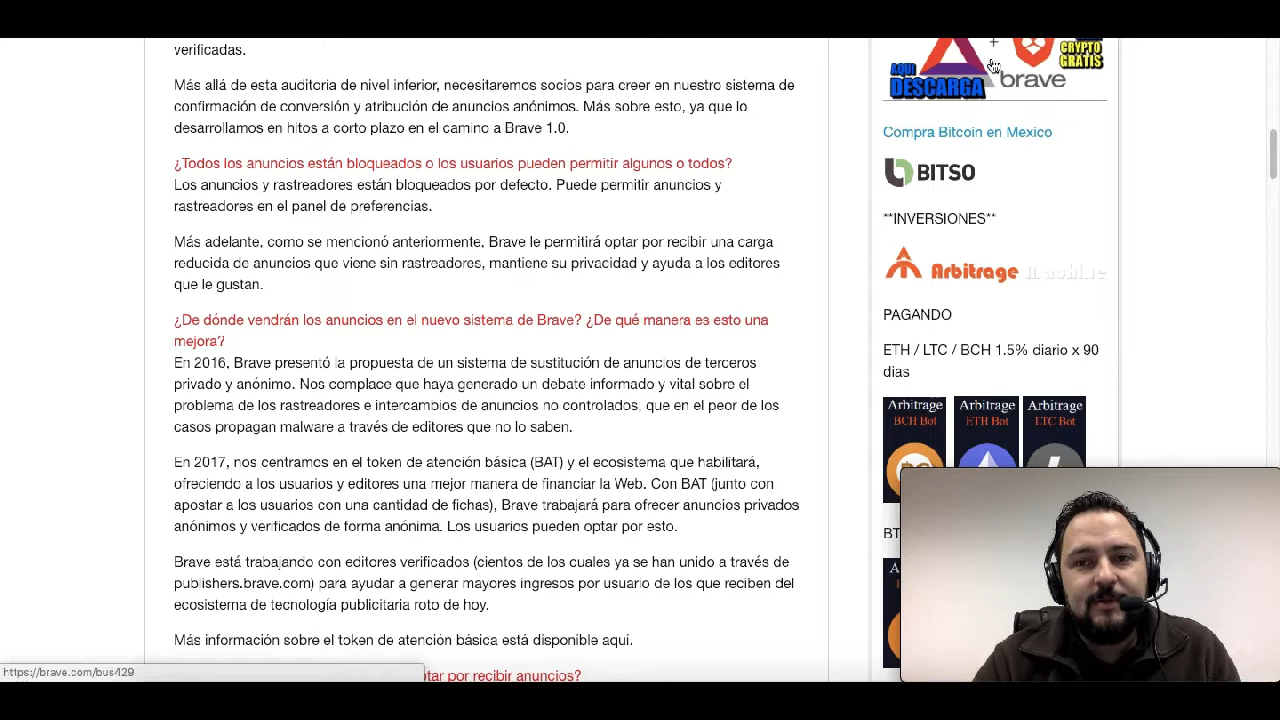 verificadas.
Más allá de esta auditoria de nivel inferior, necesitaremos socios para creer en nuestro sistema de
confirmación de conversión y atribución de anuncios anónimos. Más sobre esto, ya que lo
desarrollamos en hitos a corto plazo en el camino a Brave 1.0.
¿Todos los anuncios están bloqueados o los usuarios pueden permitir algunos o todos?
Los anuncios y rastreadores están bloqueados por defecto. Puede permitir anuncios y
rastreadores en el panel de preferencias.
Más adelante, como se mencionó anteriormente, Brave le permitirá optar por recibir una carga
reducida de anuncios que viene sin rastreadores, mantiene su privacidad y ayuda a los editores
que le gustan.
¿De dónde vendrán los anuncios en el nuevo sistema de Brave? ¿De qué manera es esto una
mejora?
En 2016, Brave presentó la propuesta de un sistema de sustitución de anuncios de terceros
privado y anónimo. Nos complace que haya generado un debate informado y vital sobre el
problema de los rastreadores e intercambios de anuncios no controlados, que en el peor de los
casos propagan malware a través de editores que no lo saben.
En 2017, nos centramos en el token de atención básica (BAT) y el ecosistema que habilitará,
ofreciendo a los usuarios y editores una mejor manera de financiar la Web. Con BAT (junto con
apostar a los usuarios con una cantidad de fichas), Brave trabajará para ofrecer anuncios privados
anónimos y verificados de forma anónima. Los usuarios pueden optar por esto.
Brave está trabajando con editores verificados (cientos de los cuales ya se han unido a través de
publishers.brave.com) para ayudar a generar mayores ingresos por usuario de los que reciben del
ecosistema de tecnología publicitaria roto de hoy.
Más información sobre el token de atención básica está disponible aquí.
optar por recibir anuncios?
https://brave.com/bus429
+
CRYPTO
GRATIS
AQUI
DESCARGA
brave
Compra Bitcoin en Mexico
BITSO
**INVERSIONES**
Arbitrage machine
PAGANDO
ETH / LTC / BCH 1.5% diario x 90
dias
Arbitrage
BCH Bot
Arbitrage
ETH Bot
Arbitrage
LTC Bot